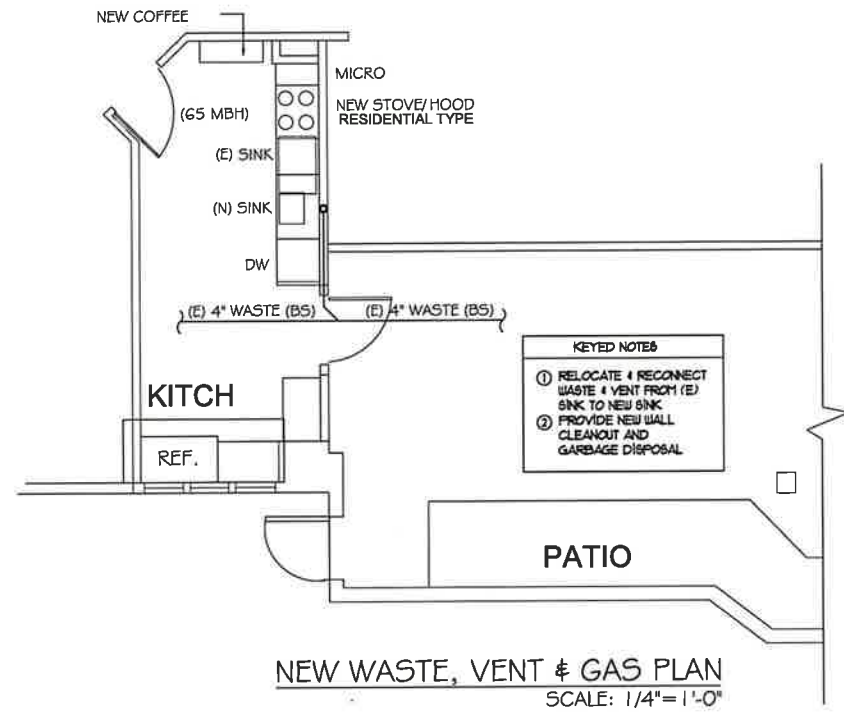 NEW COFFEE
MICRO
(65 MBH)
NEW STOVE/HOOD
RESIDENTIAL TYPE
(E) SINK
(N) SINK
DW
(E) 4" WASTE (BS)
(E) 4" WASTE (BS)
KEYED NOTES
① RELOCATE & RECONNECT
WASTE & VENT FROM (E)
SINK TO NEW SINK
② PROVIDE NEW WALL
CLEANOUT AND
GARBAGE DISPOSAL
KITCH
REF.
PATIO
NEW WASTE, VENT & GAS PLAN
SCALE: 1/4"=1'-0"